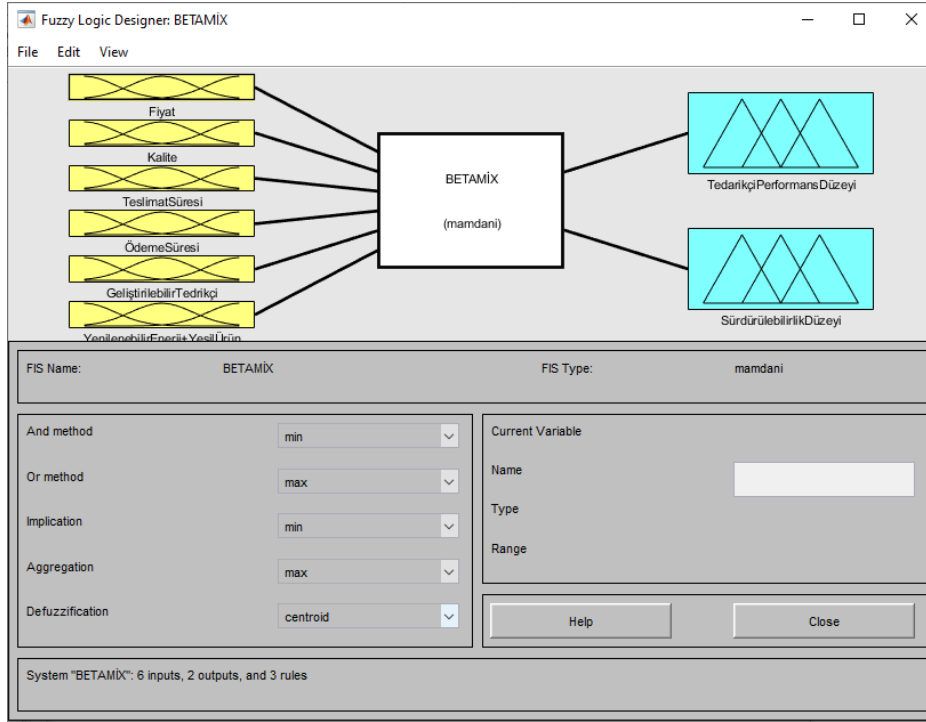 Fuzzy Logic Designer: BETAMİX
File Edit View
Fiyat
Kalite
TeslimatSüresi
ÖdemeSüresi
GeliştirilebilirTedrikçi
YenilenebilirEnerji+YeşilÜrün
BETAMİX
(mamdani)
TedarikçiPerformansDüzeyi
SürdürülebilirlikDüzeyi
FIS Name: BETAMİX FIS Type: mamdani
And method min
Or method max
Implication min
Aggregation max
Defuzzification centroid
Current Variable
Name
Type
Range
Help Close
System "BETAMİX": 6 inputs, 2 outputs, and 3 rules